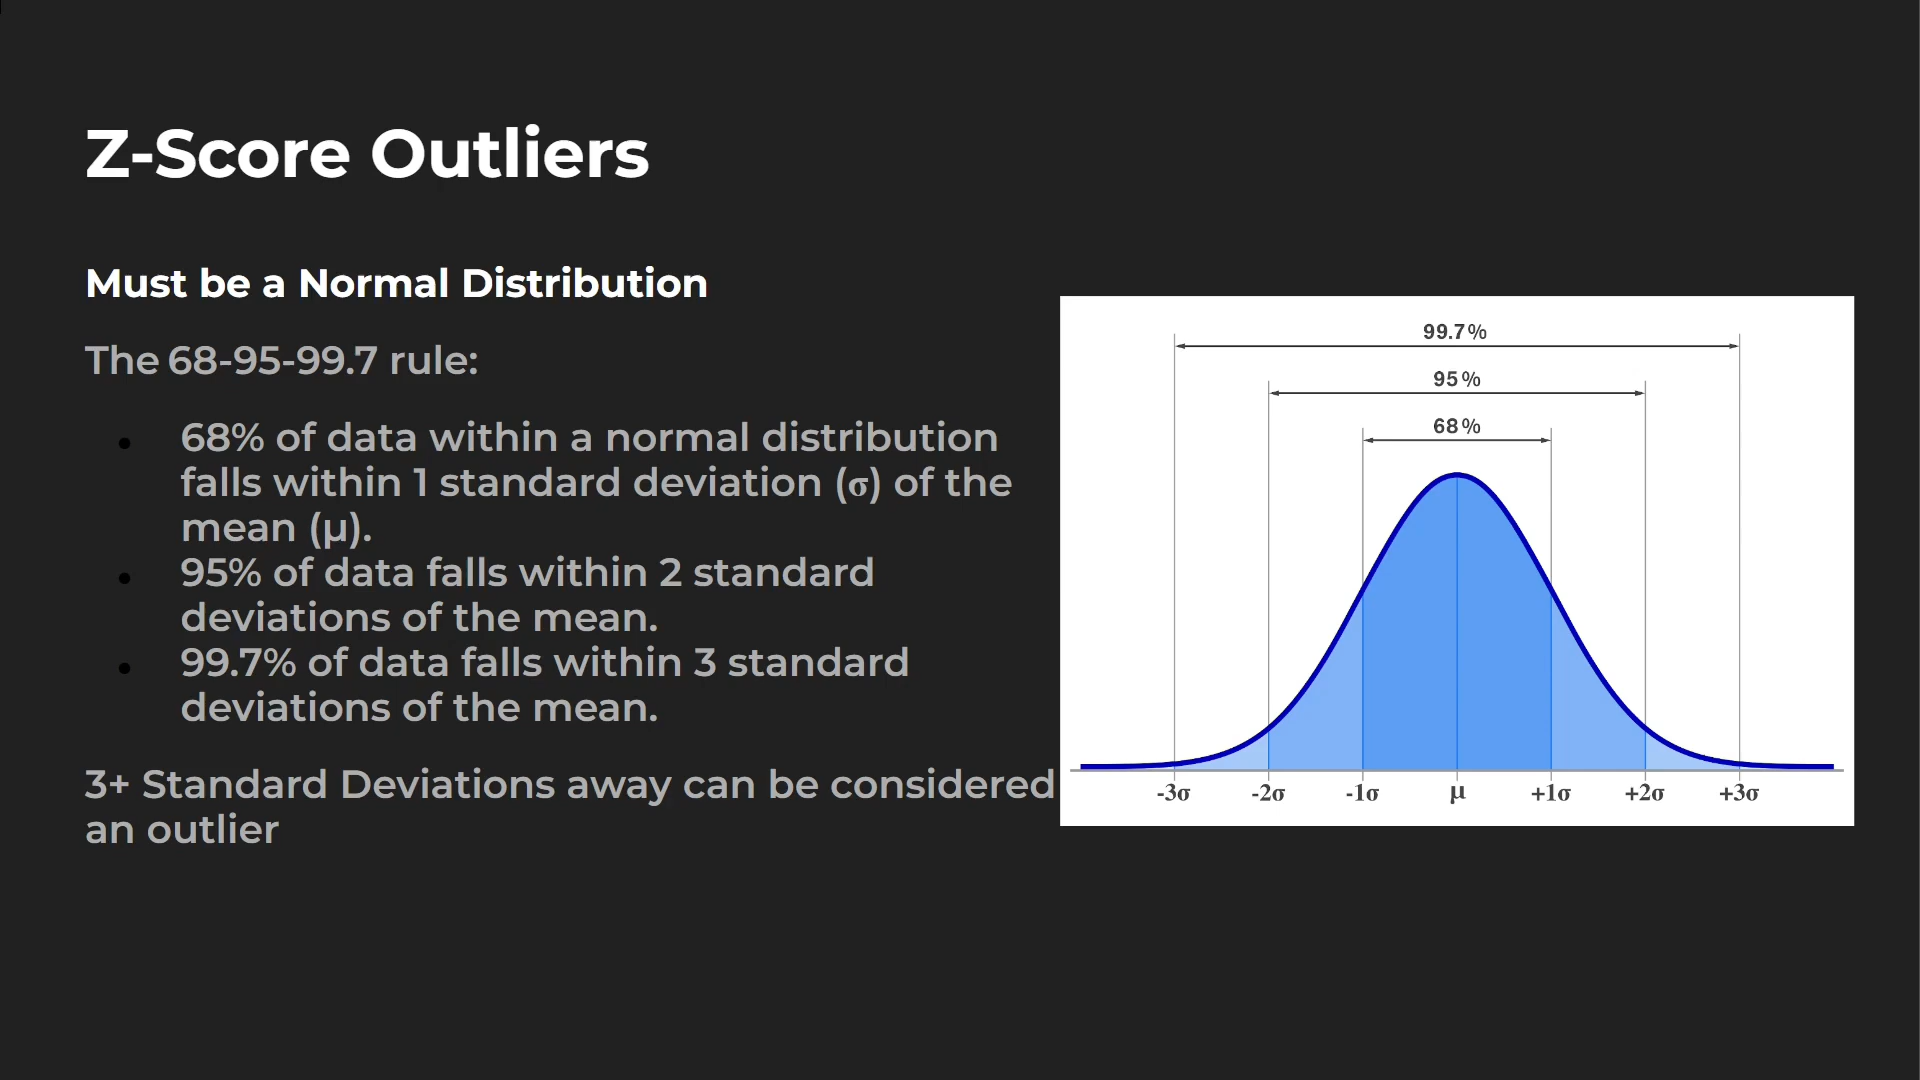 Z-Score Outliers
Must be a Normal Distribution
The 68-95-99.7 rule:
68% of data within a normal distribution
falls within 1 standard deviation (σ) of the
mean (μ).
95% of data falls within 2 standard
deviations of the mean.
99.7% of data falls within 3 standard
deviations of the mean.
3+ Standard Deviations away can be considered
an outlier
99.7%
95%
68%
-3σ -2σ -1σ μ +1σ +2σ +3σ